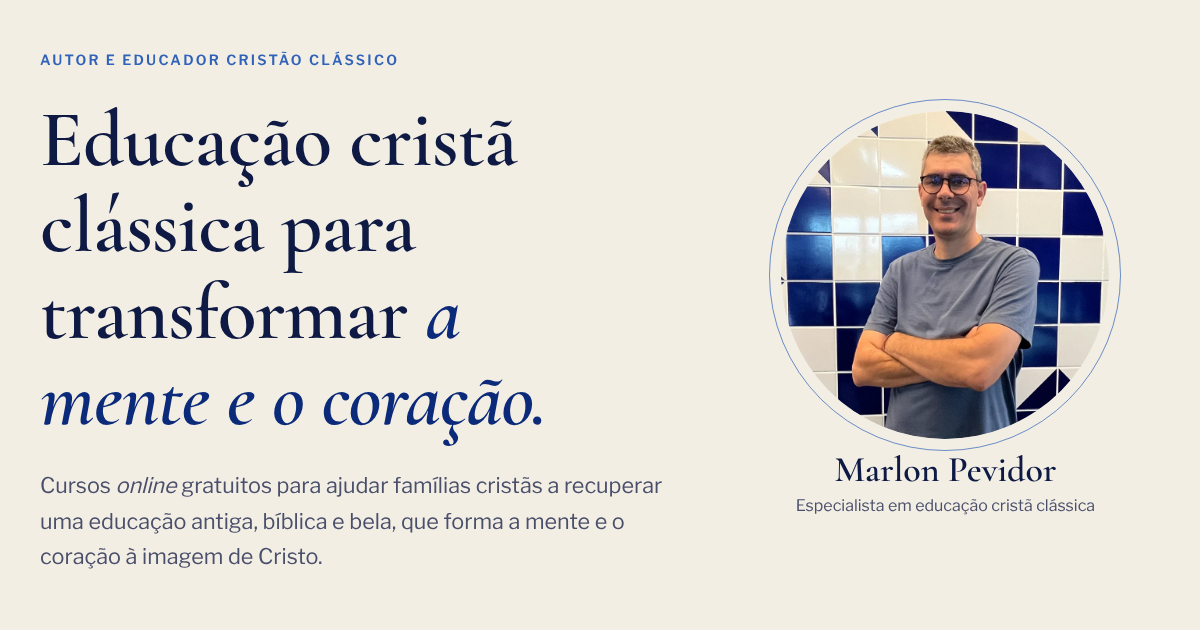 AUTOR E EDUCADOR CRISTÃO CLÁSSICO
Educação cristã
clássica para
transformar a
mente e o coração.
Cursos online gratuitos para ajudar famílias cristãs a recuperar
uma educação antiga, bíblica e bela, que forma a mente e o
coração à imagem de Cristo.
Marlon Pevidor
Especialista em educação cristã clássica